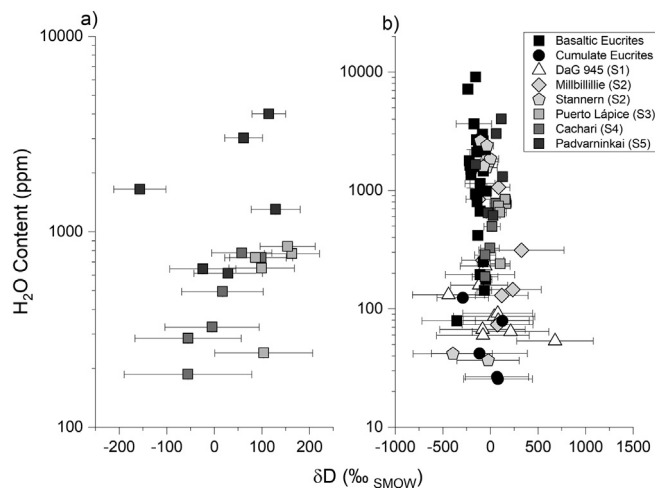 a)
b)
10000
1000
100
H₂O Content (ppm)
-200
-100
0
100
200
10000
1000
100
10
-1000
-500
0
500
1000
Basaltic Eucrites
Cumulate Eucrites
DaG 945 (S1)
Millbillillie (S2)
Stannern (S2)
Puerto Lápice (S3)
Cachari (S4)
Padvarninkai (S5)
δD (‰ SMOW)